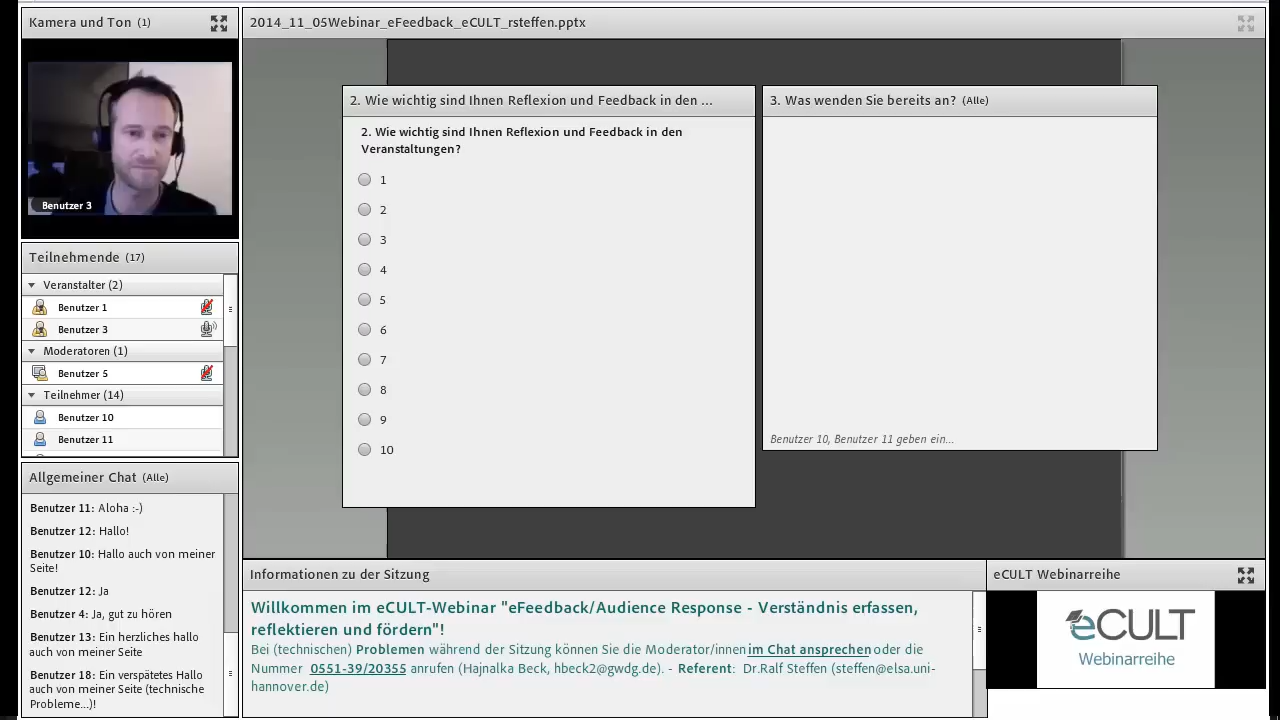 Kamera und Ton (1)
Benutzer 3
Teilnehmende (17)
Veranstalter (2)
Benutzer 1
Benutzer 3
Moderatoren (1)
Benutzer 5
Teilnehmer (14)
Benutzer 10
Benutzer 11
Allgemeiner Chat (Alle)
Benutzer 11: Aloha :-)
Benutzer 12: Hallo!
Benutzer 10: Hallo auch von meiner
Seite!
Benutzer 12: Ja
Benutzer 4: Ja, gut zu hören
Benutzer 13: Ein herzliches hallo
auch von meiner Seite
Benutzer 18: Ein verspätetes Hallo
auch von meiner Seite (technische
Probleme...)!
2014_11_05Webinar_eFeedback_eCULT_rsteffen.pptx
2. Wie wichtig sind Ihnen Reflexion und Feedback in den ...
2. Wie wichtig sind Ihnen Reflexion und Feedback in den
Veranstaltungen?
1
2
3
4
5
6
7
8
9
10
3. Was wenden Sie bereits an? (Alle)
Benutzer 10, Benutzer 11 geben ein...
Informationen zu der Sitzung
Willkommen im eCULT-Webinar "eFeedback/Audience Response - Verständnis erfassen,
reflektieren und fördern"!
Bei (technischen) Problemen während der Sitzung können Sie die Moderator/innen im Chat ansprechen oder die
Nummer 0551-39/20355 anrufen (Hajnalka Beck, hbeck2@gwdg.de). - Referent: Dr.Ralf Steffen (steffen@elsa.uni-
hannover.de)
eCULT Webinarreihe
eCULT
Webinarreihe